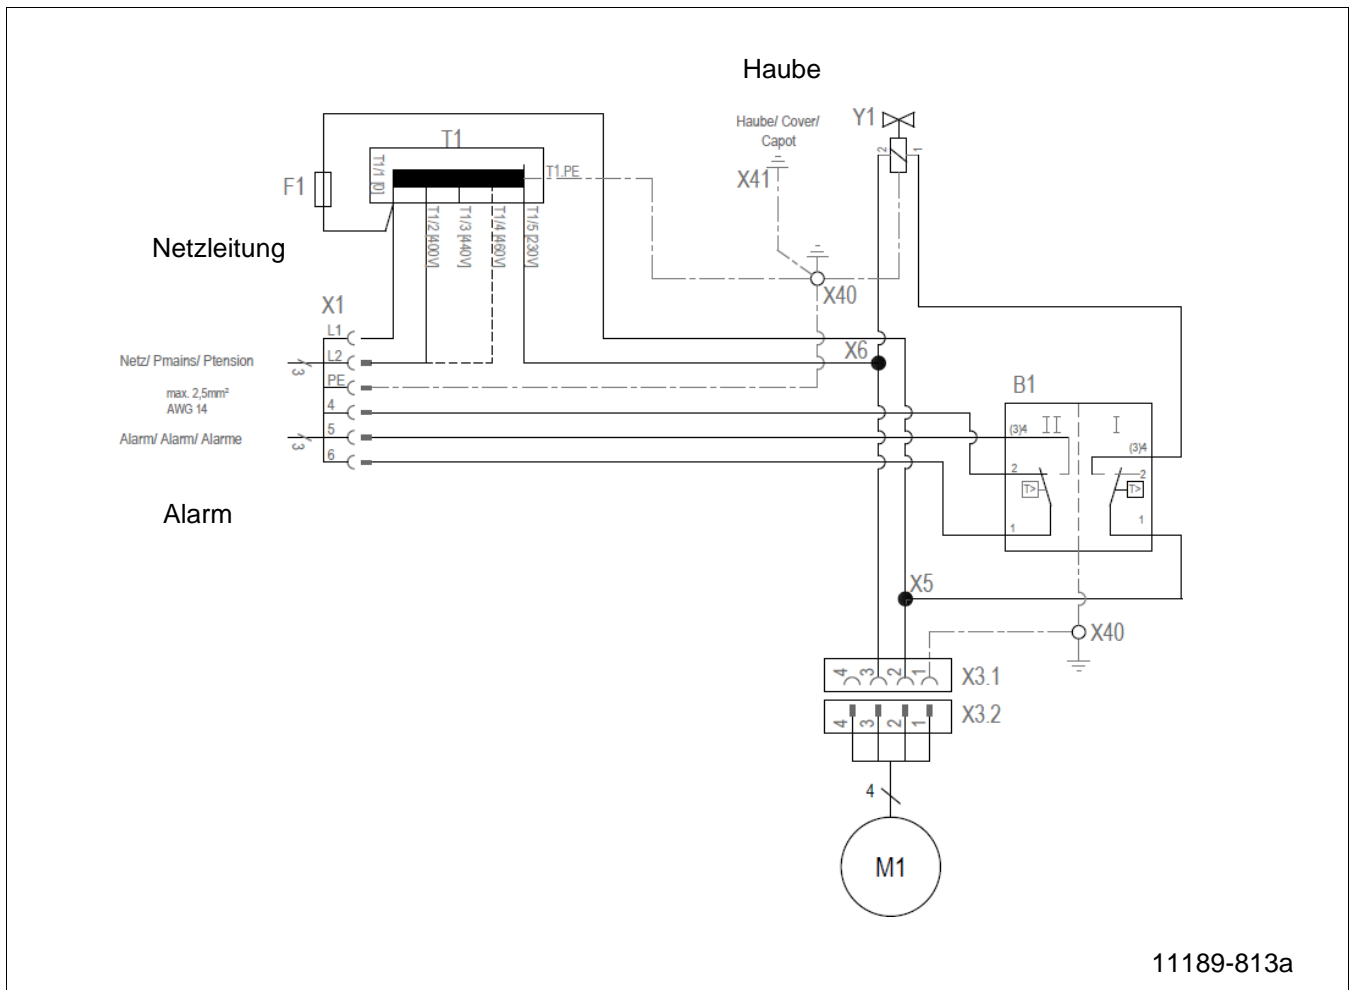 Haube
Haube/ Cover/
Capot
Y1
2
1
T1
T1/1 [0]
T1.PE
X41
F1
T1/2 [400V]
T1/3 [440V]
T1/4 [460V]
T1/5 [230V]
Netzleitung
X40
X1
L1
Netz/ Pmains/ Ptension
3
L2
X6
PE
max. 2,5mm²
AWG 14
B1
4
Alarm/ Alarm/ Alarme
3
5
(3)4
II
I
(3)4
6
2
2
T>
T>
Alarm
1
1
X5
X40
4
3
2
1
X3.1
4
3
2
1
X3.2
4
M1
11189-813a